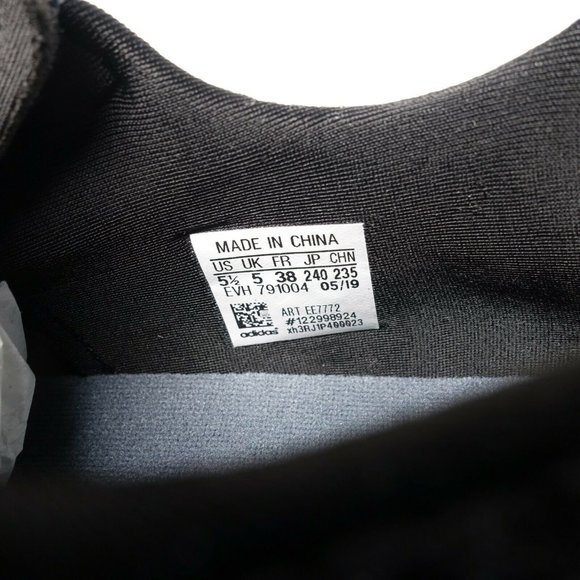 MADE IN CHINA
US UK FR JP CHN
5½ 5 38 240 235
EVH 791004 05/19
ART EE7772
#122998924
adidas xh3RJ1P400023